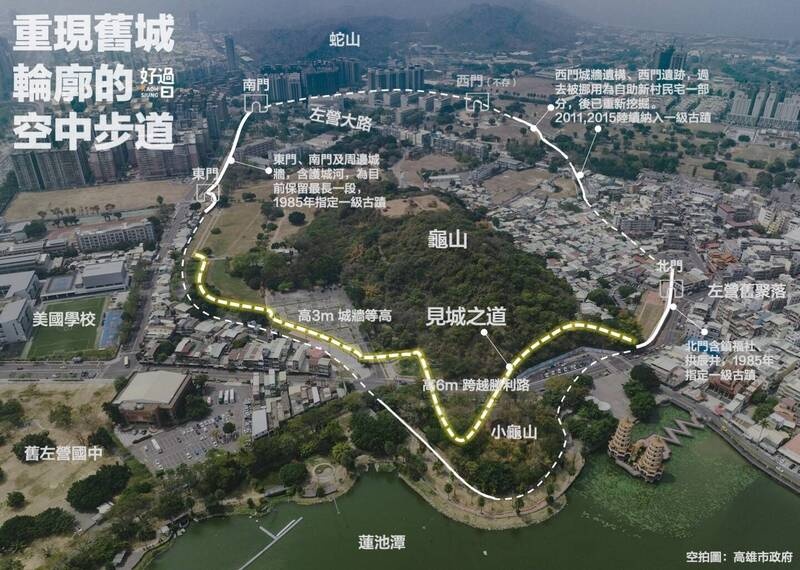 重現舊城
輪廓的
空中步道
好過日
KAOHSIUNG
蛇山
南門
西門(不存)
左營大路
西門城牆遺構、西門遺跡，過
去被挪用為自助新村民宅一部
分，後已重新挖掘。
2011,2015陸續納入一級古蹟
東門
東門、南門及周邊城
牆，含護城河，為目
前保留最長一段，
1985年指定一級古蹟
龜山
北門
左營舊聚落
美國學校
高3m 城牆等高
見城之道
北門含鎮福社、
拱辰井，1985年
指定一級古蹟
高6m 跨越勝利路
小龜山
舊左營國中
蓮池潭
空拍圖：高雄市政府